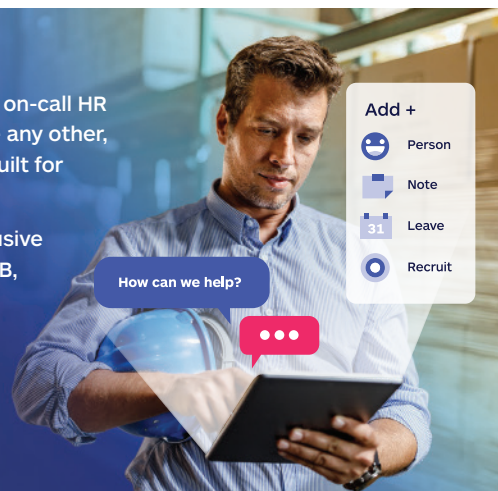 on-call HR
any other,
uilt for
usive
B,
How can we help?
Add +
Person
Note
31
Leave
Recruit